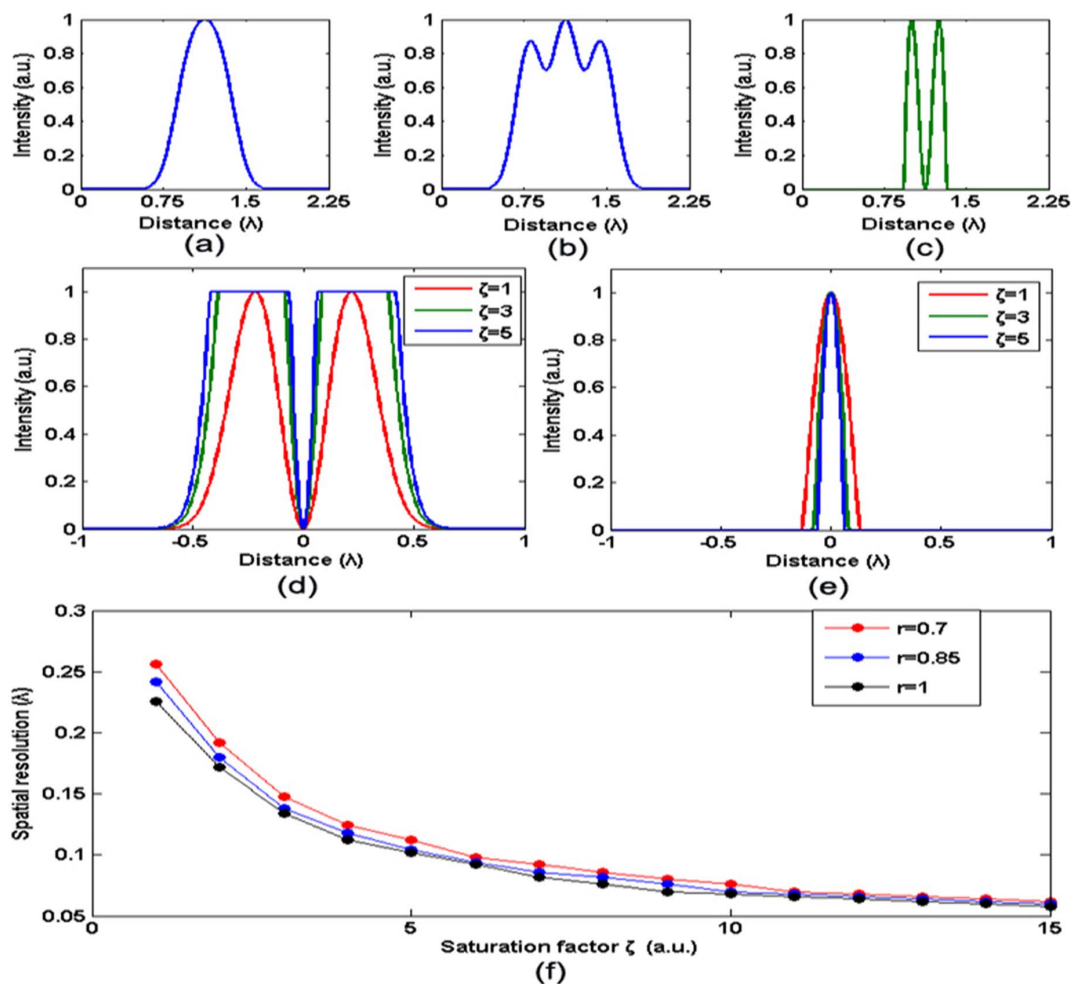 1
0.8
0.6
0.4
0.2
0
Intensity (a.u.)
0 0.75 1.5 2.25
Distance (λ)
(a)
1
0.8
0.6
0.4
0.2
0
Intensity (a.u.)
0 0.75 1.5 2.25
Distance (λ)
(b)
1
0.8
0.6
0.4
0.2
0
Intensity (a.u.)
0 0.75 1.5 2.25
Distance (λ)
(c)
1
0.8
0.6
0.4
0.2
0
Intensity (a.u.)
ζ=1
ζ=3
ζ=5
-1 -0.5 0 0.5 1
Distance (λ)
(d)
1
0.8
0.6
0.4
0.2
0
Intensity (a.u.)
ζ=1
ζ=3
ζ=5
-1 -0.5 0 0.5 1
Distance (λ)
(e)
0.3
0.25
0.2
0.15
0.1
0.05
Spatial resolution (λ)
r=0.7
r=0.85
r=1
0 5 10 15
Saturation factor ζ (a.u.)
(f)